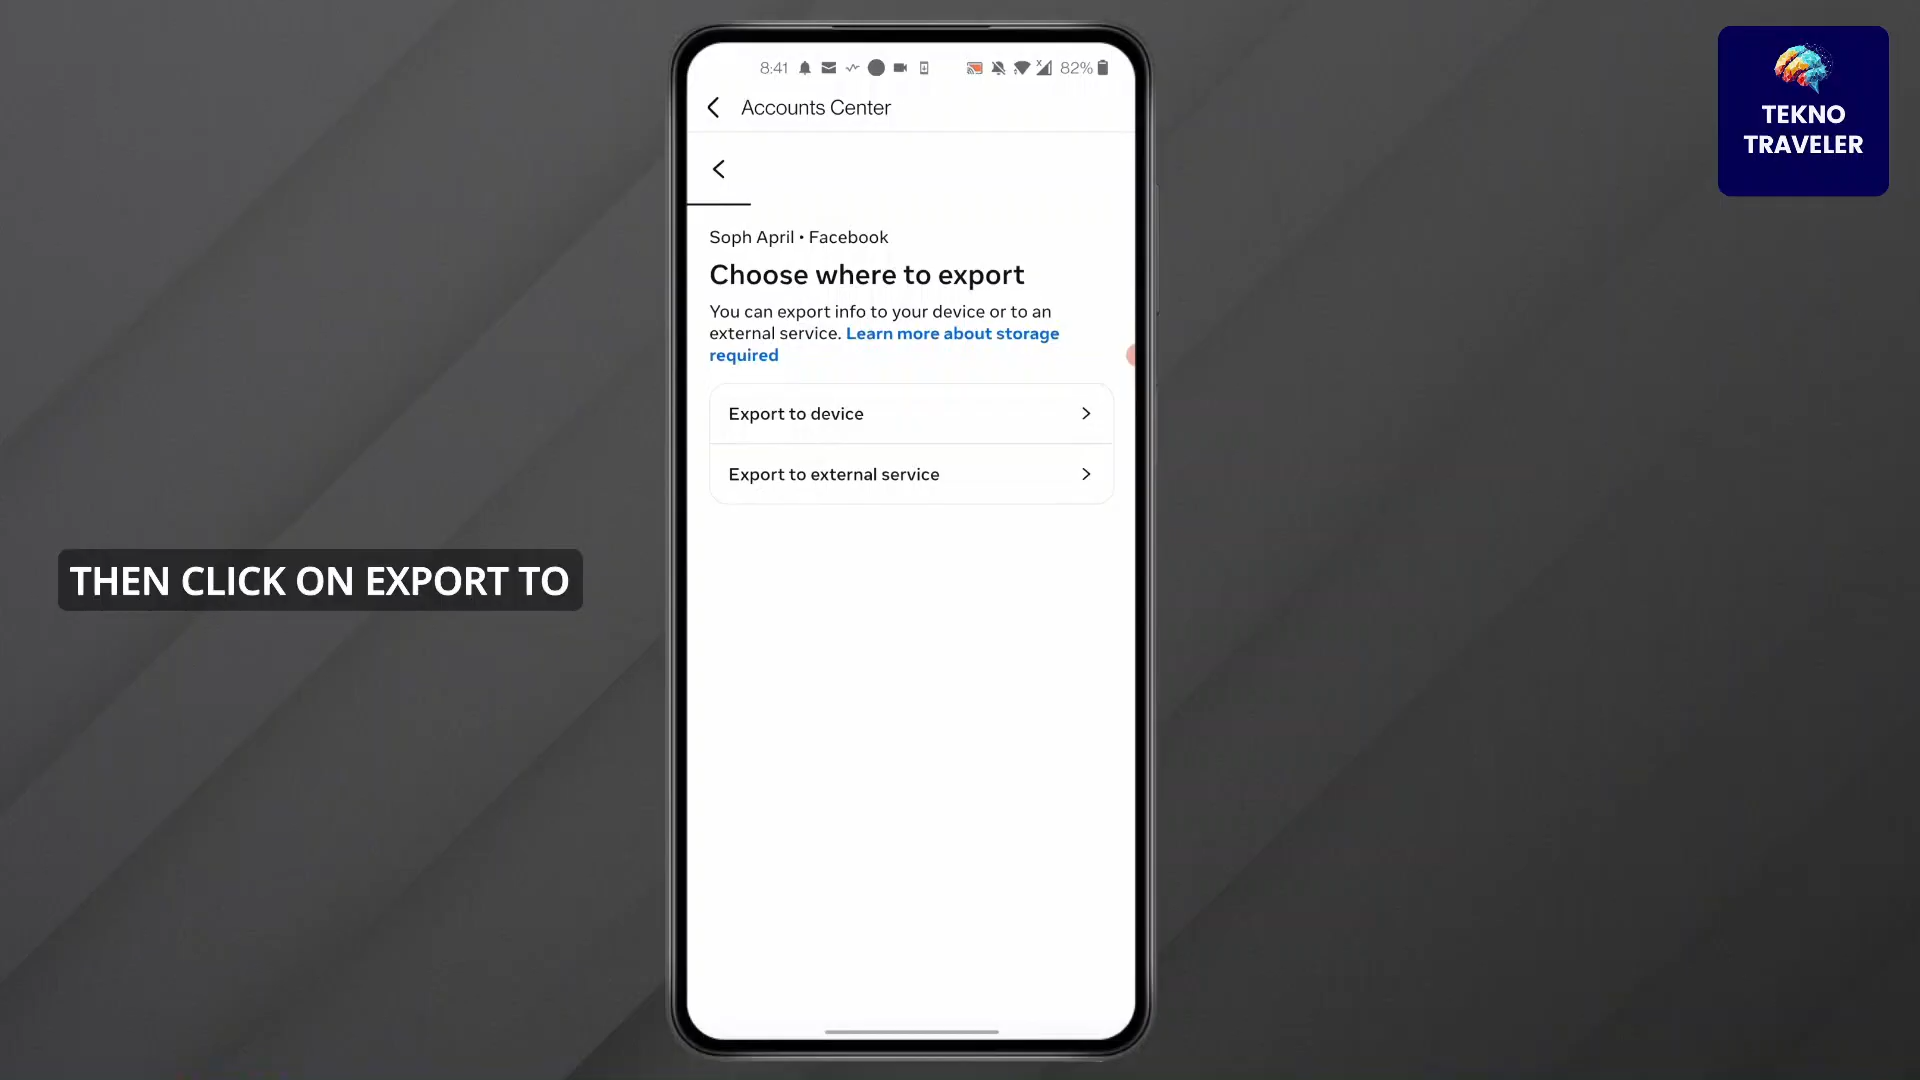 8:41
82%
Accounts Center
Soph April • Facebook
Choose where to export
You can export info to your device or to an
external service. Learn more about storage
required
Export to device
Export to external service
THEN CLICK ON EXPORT TO
TEKNO
TRAVELER